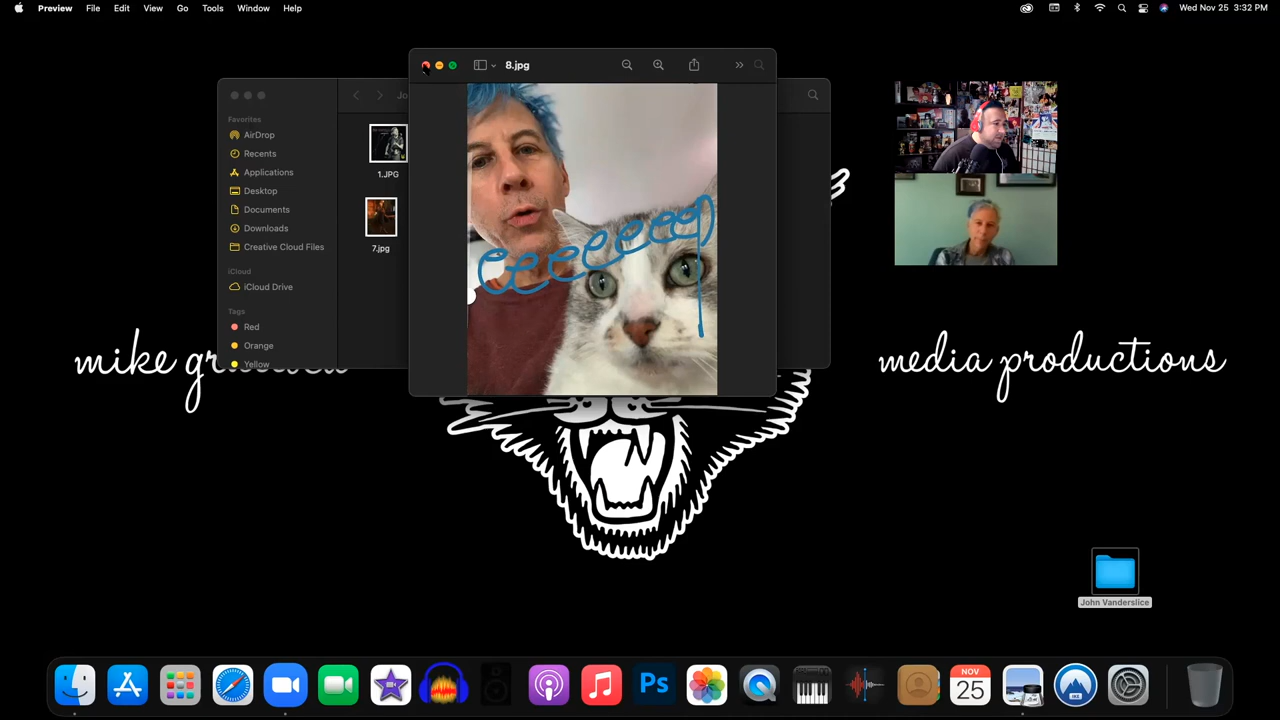 Preview File Edit View Go Tools Window Help Wed Nov 25 3:32 PM
8.jpg
Favorites
AirDrop
Recents
Applications
Desktop
Documents
Downloads
Creative Cloud Files
iCloud
iCloud Drive
Tags
Red
Orange
Yellow
1.JPG
7.jpg
mike
media productions
John Vanderslice
Ps
NOV
25